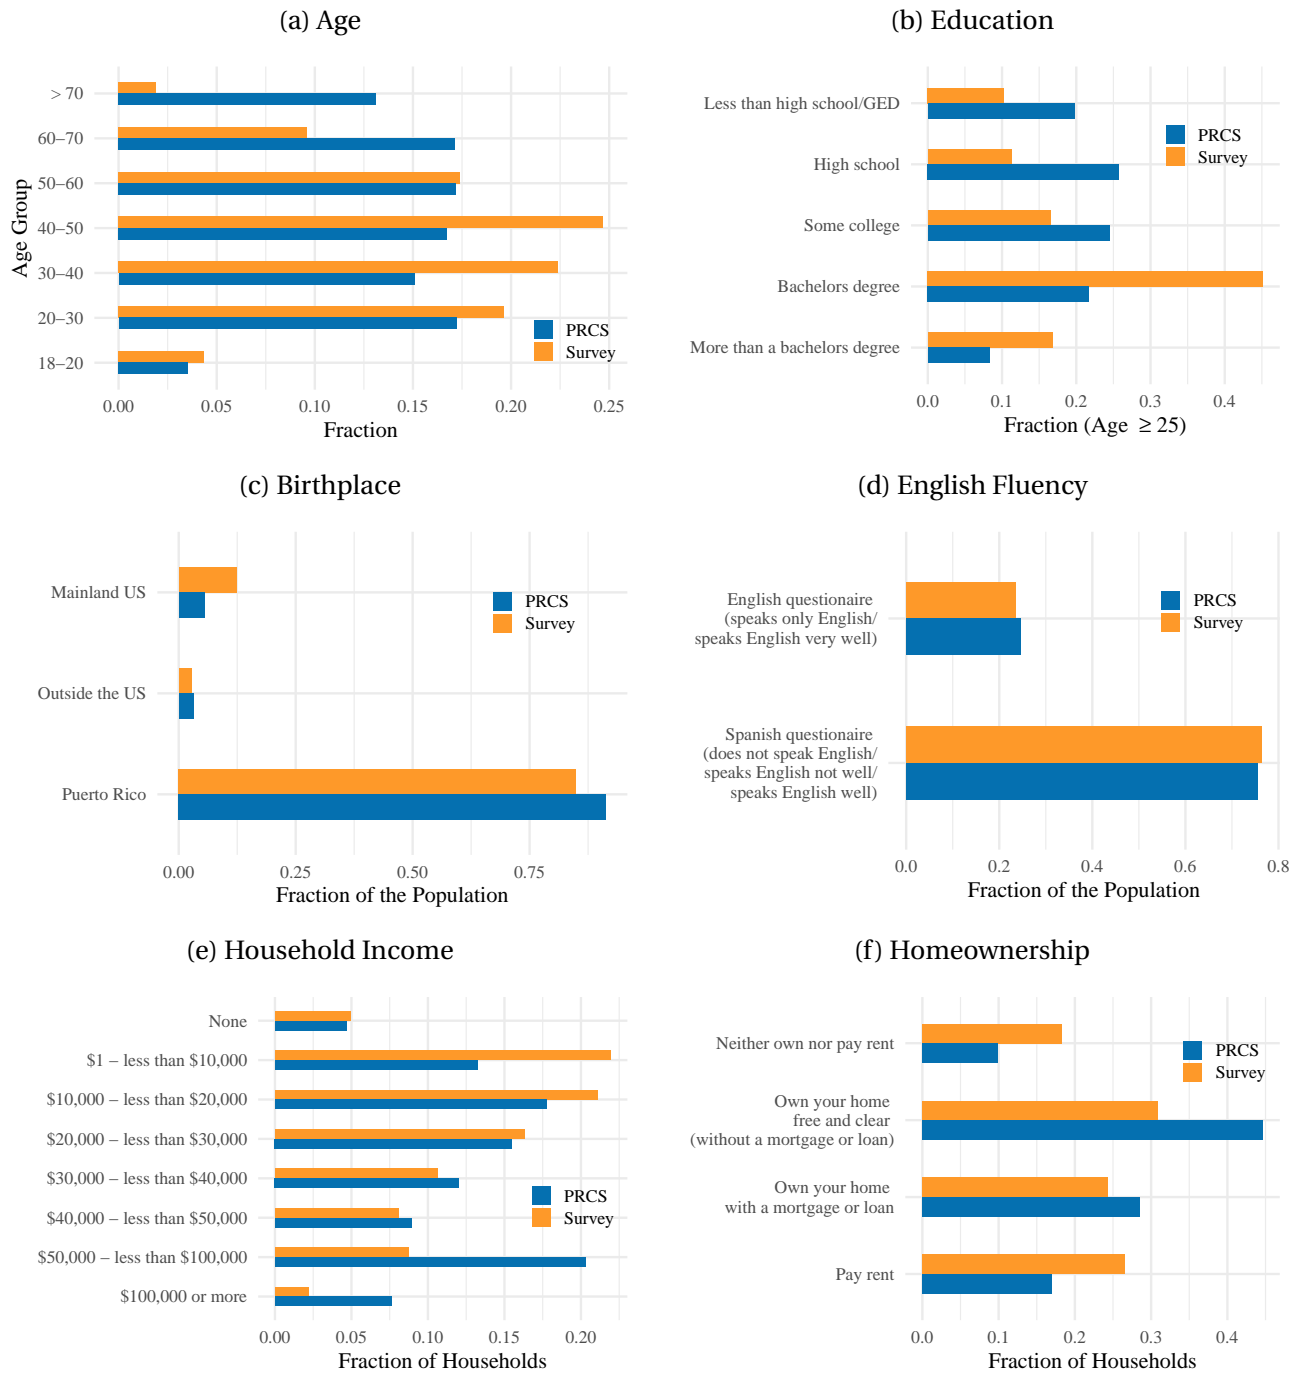 (a) Age
> 70
60–70
50–60
40–50
30–40
20–30
18–20
Age Group
PRCS
Survey
0.00 0.05 0.10 0.15 0.20 0.25
Fraction
(b) Education
Less than high school/GED
High school
Some college
Bachelors degree
More than a bachelors degree
PRCS
Survey
0.0 0.1 0.2 0.3 0.4
Fraction (Age ≥ 25)
(c) Birthplace
Mainland US
Outside the US
Puerto Rico
PRCS
Survey
0.00 0.25 0.50 0.75
Fraction of the Population
(d) English Fluency
English questionaire
(speaks only English/
speaks English very well)
Spanish questionaire
(does not speak English/
speaks English not well/
speaks English well)
PRCS
Survey
0.0 0.2 0.4 0.6 0.8
Fraction of the Population
(e) Household Income
None
$1 – less than $10,000
$10,000 – less than $20,000
$20,000 – less than $30,000
$30,000 – less than $40,000
$40,000 – less than $50,000
$50,000 – less than $100,000
$100,000 or more
PRCS
Survey
0.00 0.05 0.10 0.15 0.20
Fraction of Households
(f) Homeownership
Neither own nor pay rent
Own your home
free and clear
(without a mortgage or loan)
Own your home
with a mortgage or loan
Pay rent
PRCS
Survey
0.0 0.1 0.2 0.3 0.4
Fraction of Households